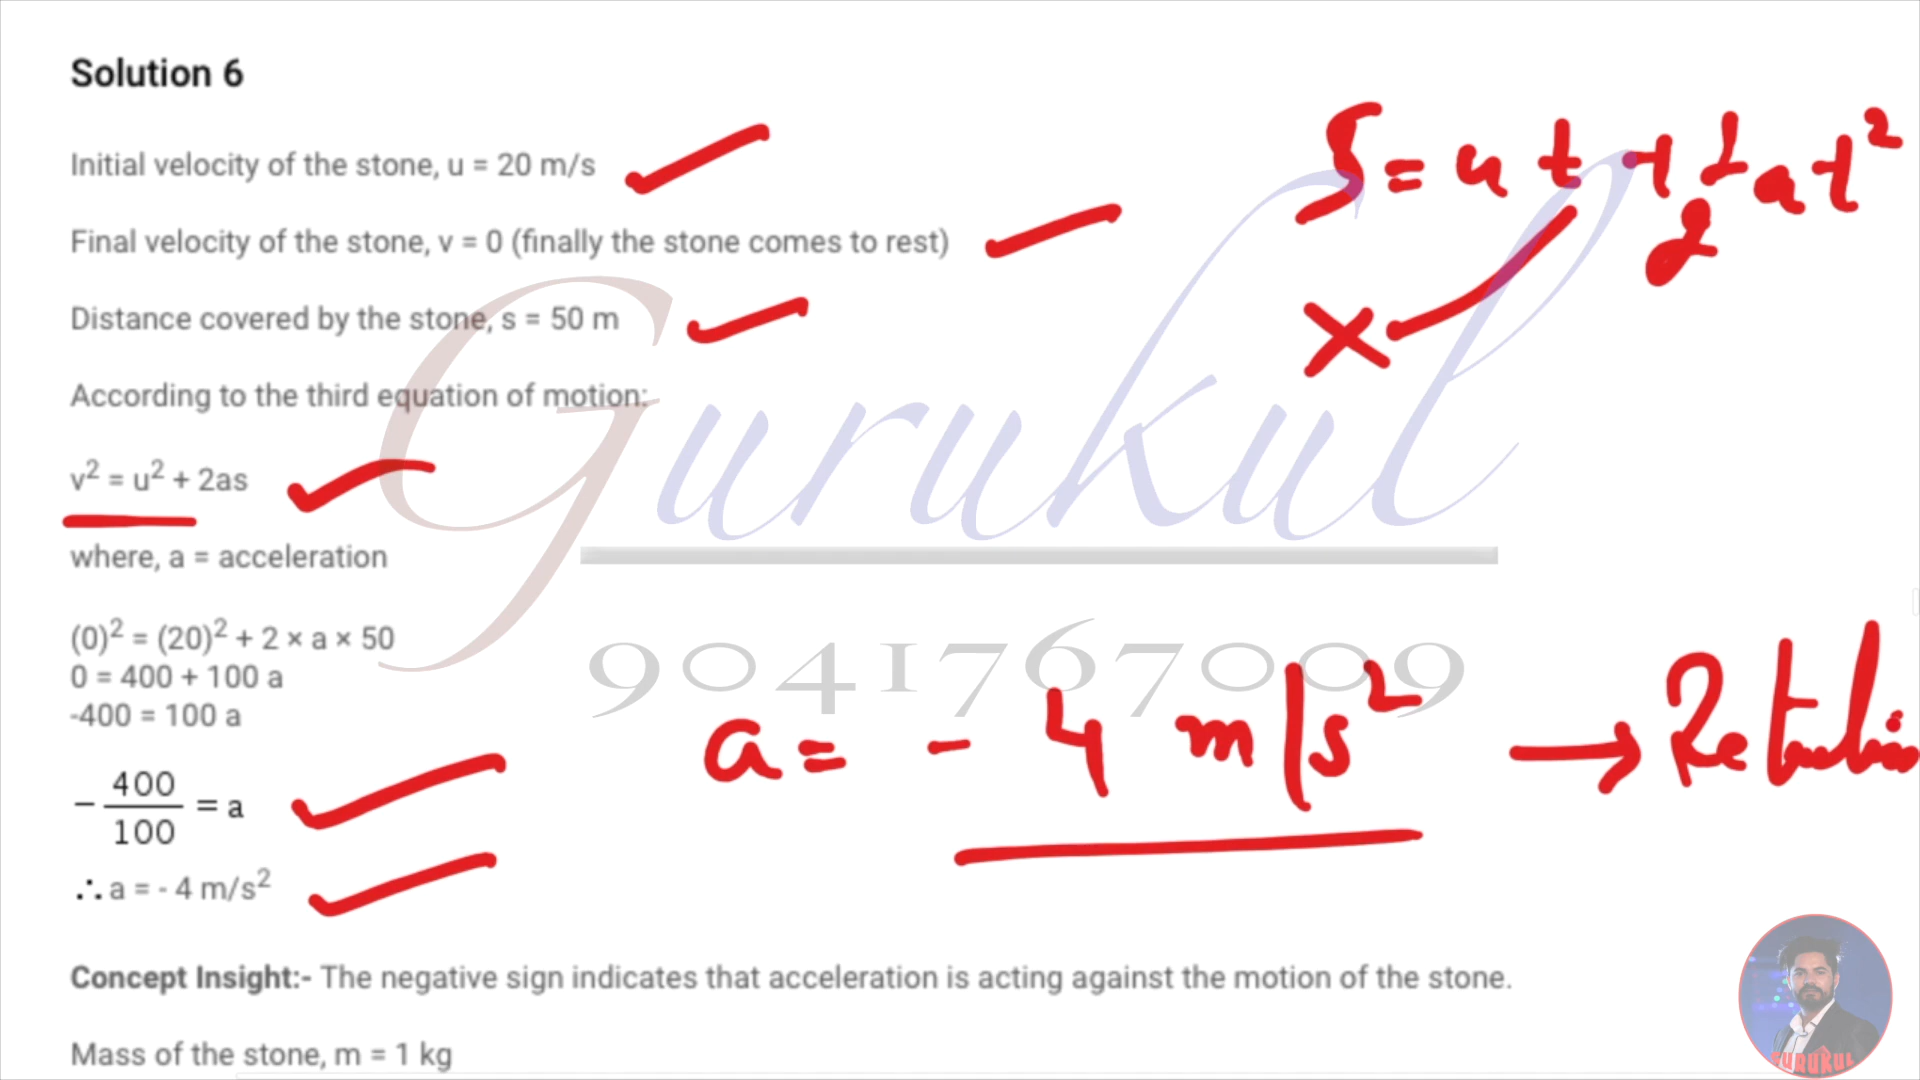 Solution 6
Initial velocity of the stone, u = 20 m/s
S = ut + 1/2 at²
Final velocity of the stone, v = 0 (finally the stone comes to rest)
Distance covered by the stone, s = 50 m
According to the third equation of motion:
Gurukul
v² = u² + 2as
where, a = acceleration
(0)² = (20)² + 2 × a × 50
9041767009
0 = 400 + 100 a
-400 = 100 a
a = - 4 m/s² →
- 400/100 = a
∴ a = - 4 m/s²
Concept Insight:- The negative sign indicates that acceleration is acting against the motion of the stone.
Mass of the stone, m = 1 kg
GURUKUL